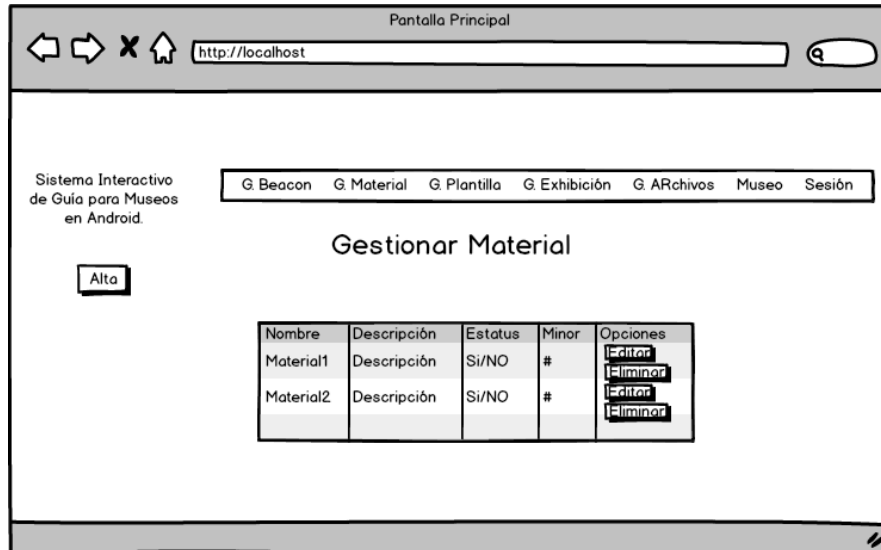 Pantalla Principal
http://localhost
Sistema Interactivo
de Guía para Museos
en Android.
G. Beacon G. Material G. Plantilla G. Exhibición G. ARchivos Museo Sesión
Gestionar Material
Alta
Nombre Descripción Estatus Minor Opciones
Material1 Descripción Si/NO # Editar
Eliminar
Material2 Descripción Si/NO # Editar
Eliminar